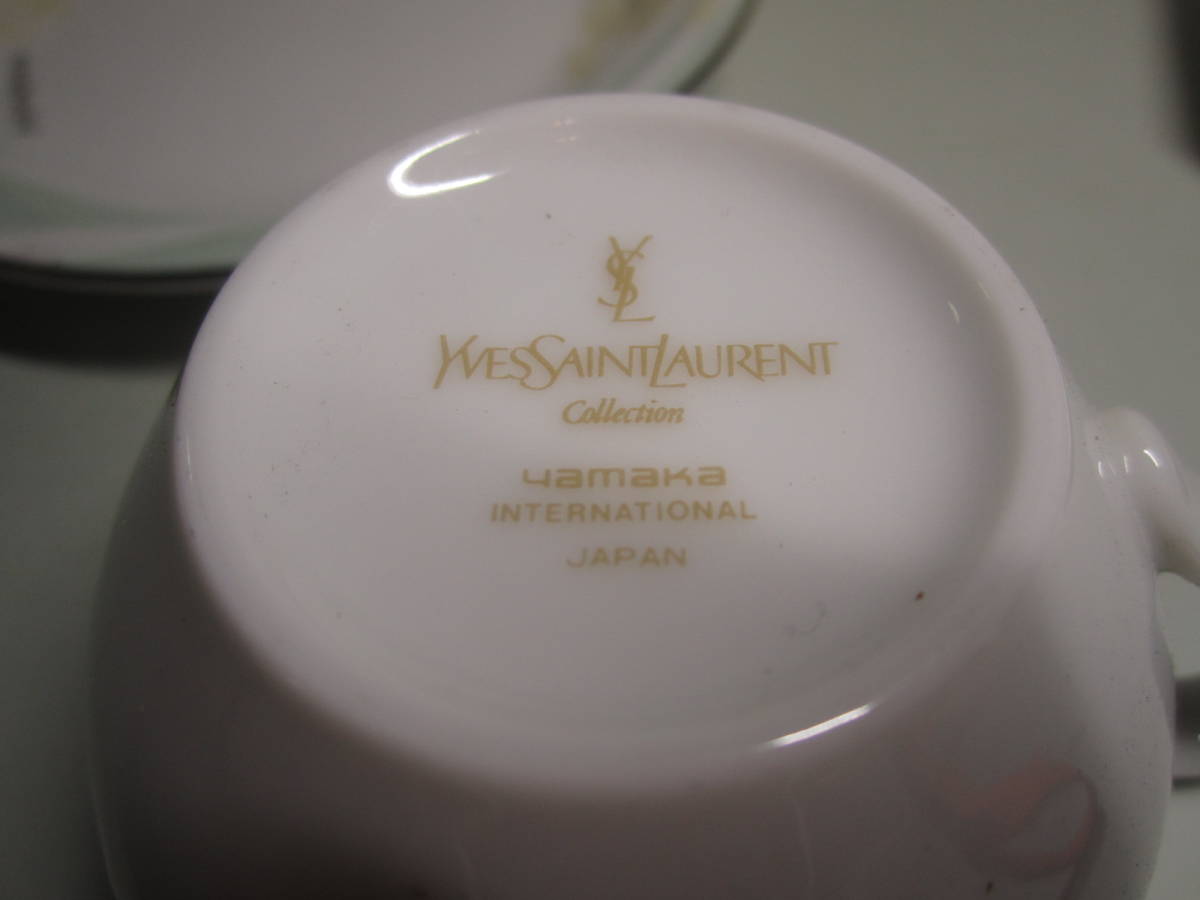 YSL
YVESSAINTLAURENT
Collection
yamaka
INTERNATIONAL
JAPAN